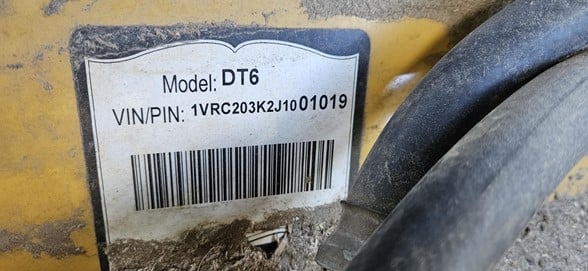 Model: DT6
VIN/PIN: 1VRC203K2J1001019